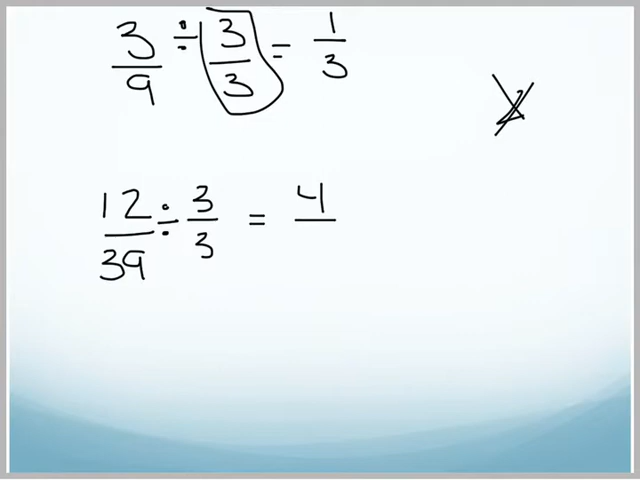 3/9 ÷ 3/3 = 1/3
12/39 ÷ 3/3 = 4/